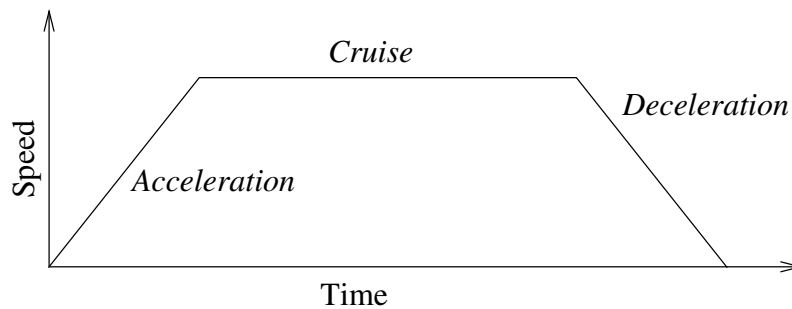 Cruise
Deceleration
Speed
Acceleration
Time